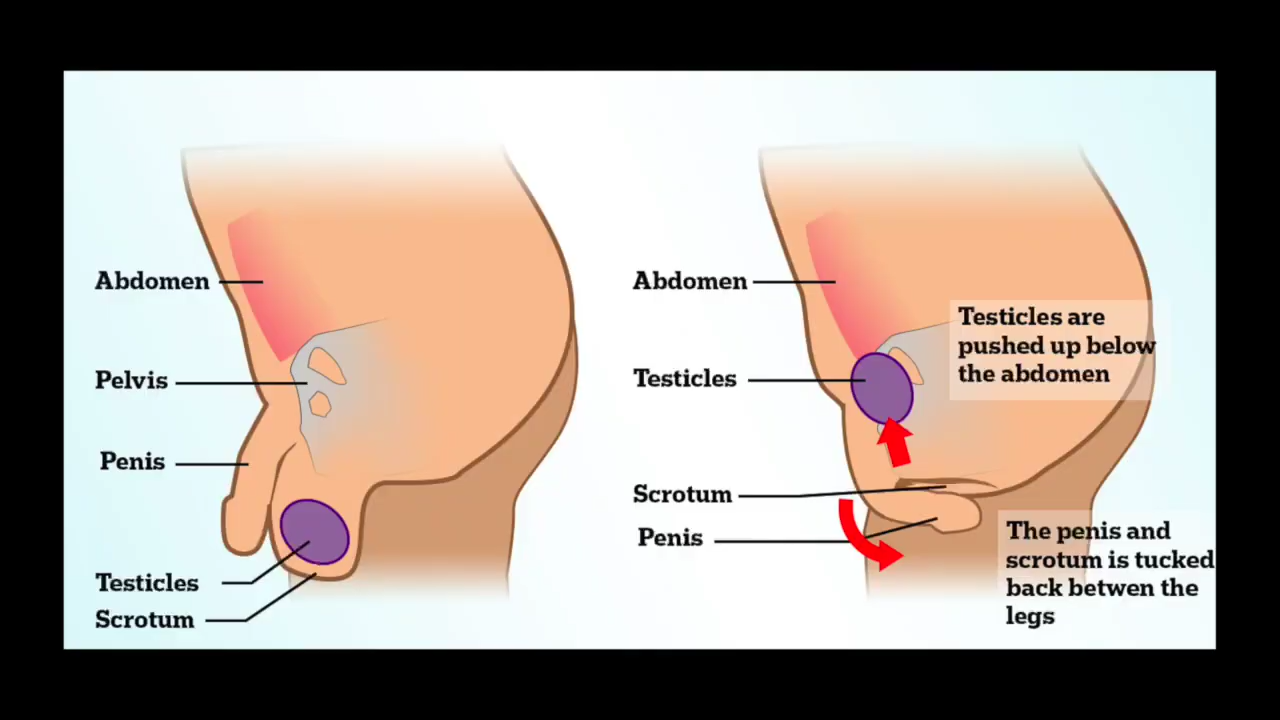 Abdomen
Pelvis
Penis
Testicles
Scrotum
Abdomen
Testicles
Scrotum
Penis
Testicles are
pushed up below
the abdomen
The penis and
scrotum is tucked
back betwen the
legs